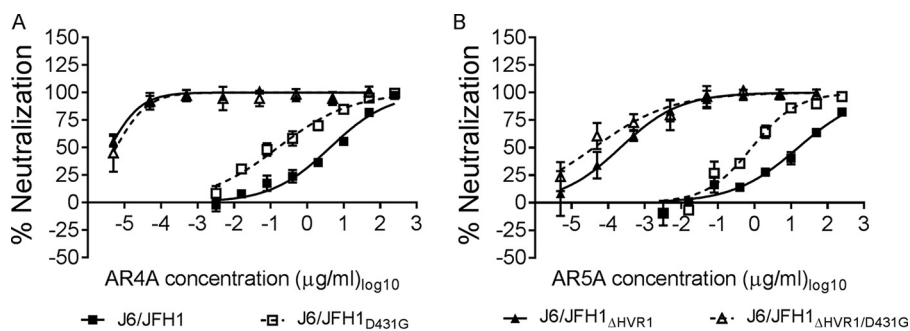 A
B
% Neutralization
150
125
100
75
50
25
0
-25
-50
-5 -4 -3 -2 -1 0 1 2 3
AR4A concentration (µg/ml)log10
% Neutralization
150
125
100
75
50
25
0
-25
-50
-5 -4 -3 -2 -1 0 1 2 3
AR5A concentration (µg/ml)log10
J6/JFH1 J6/JFH1D431G J6/JFH1ΔHVR1 J6/JFH1ΔHVR1/D431G